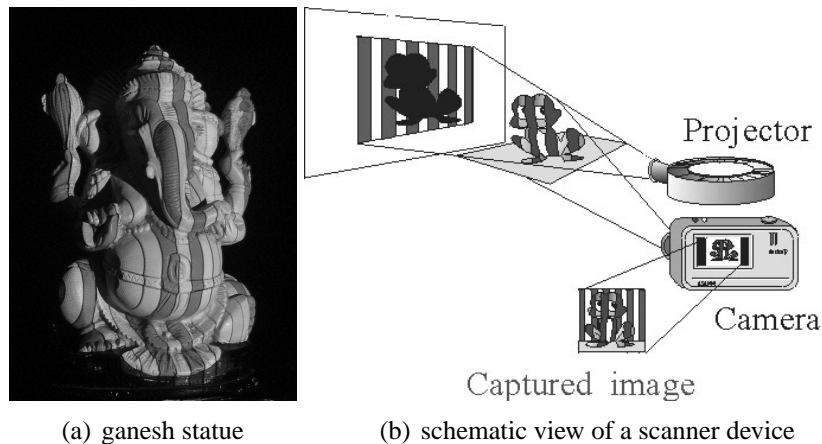 Projector
Camera
Captured image
(a) ganesh statue
(b) schematic view of a scanner device